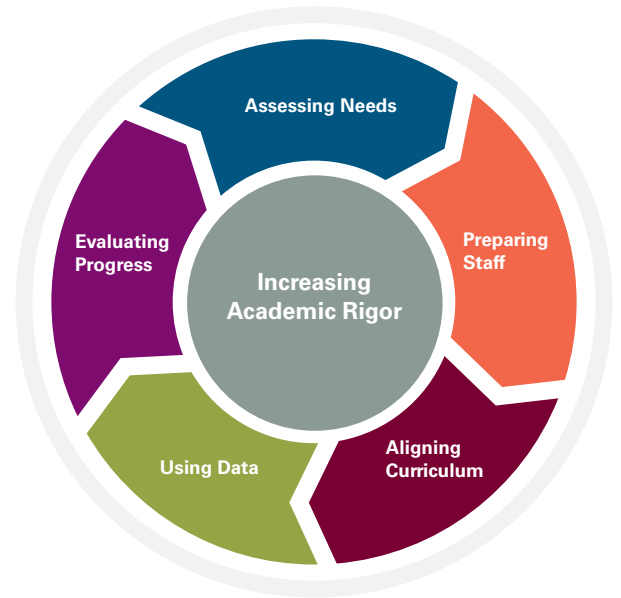 Assessing Needs
Preparing
Staff
Aligning
Curriculum
Using Data
Evaluating
Progress
Increasing
Academic Rigor